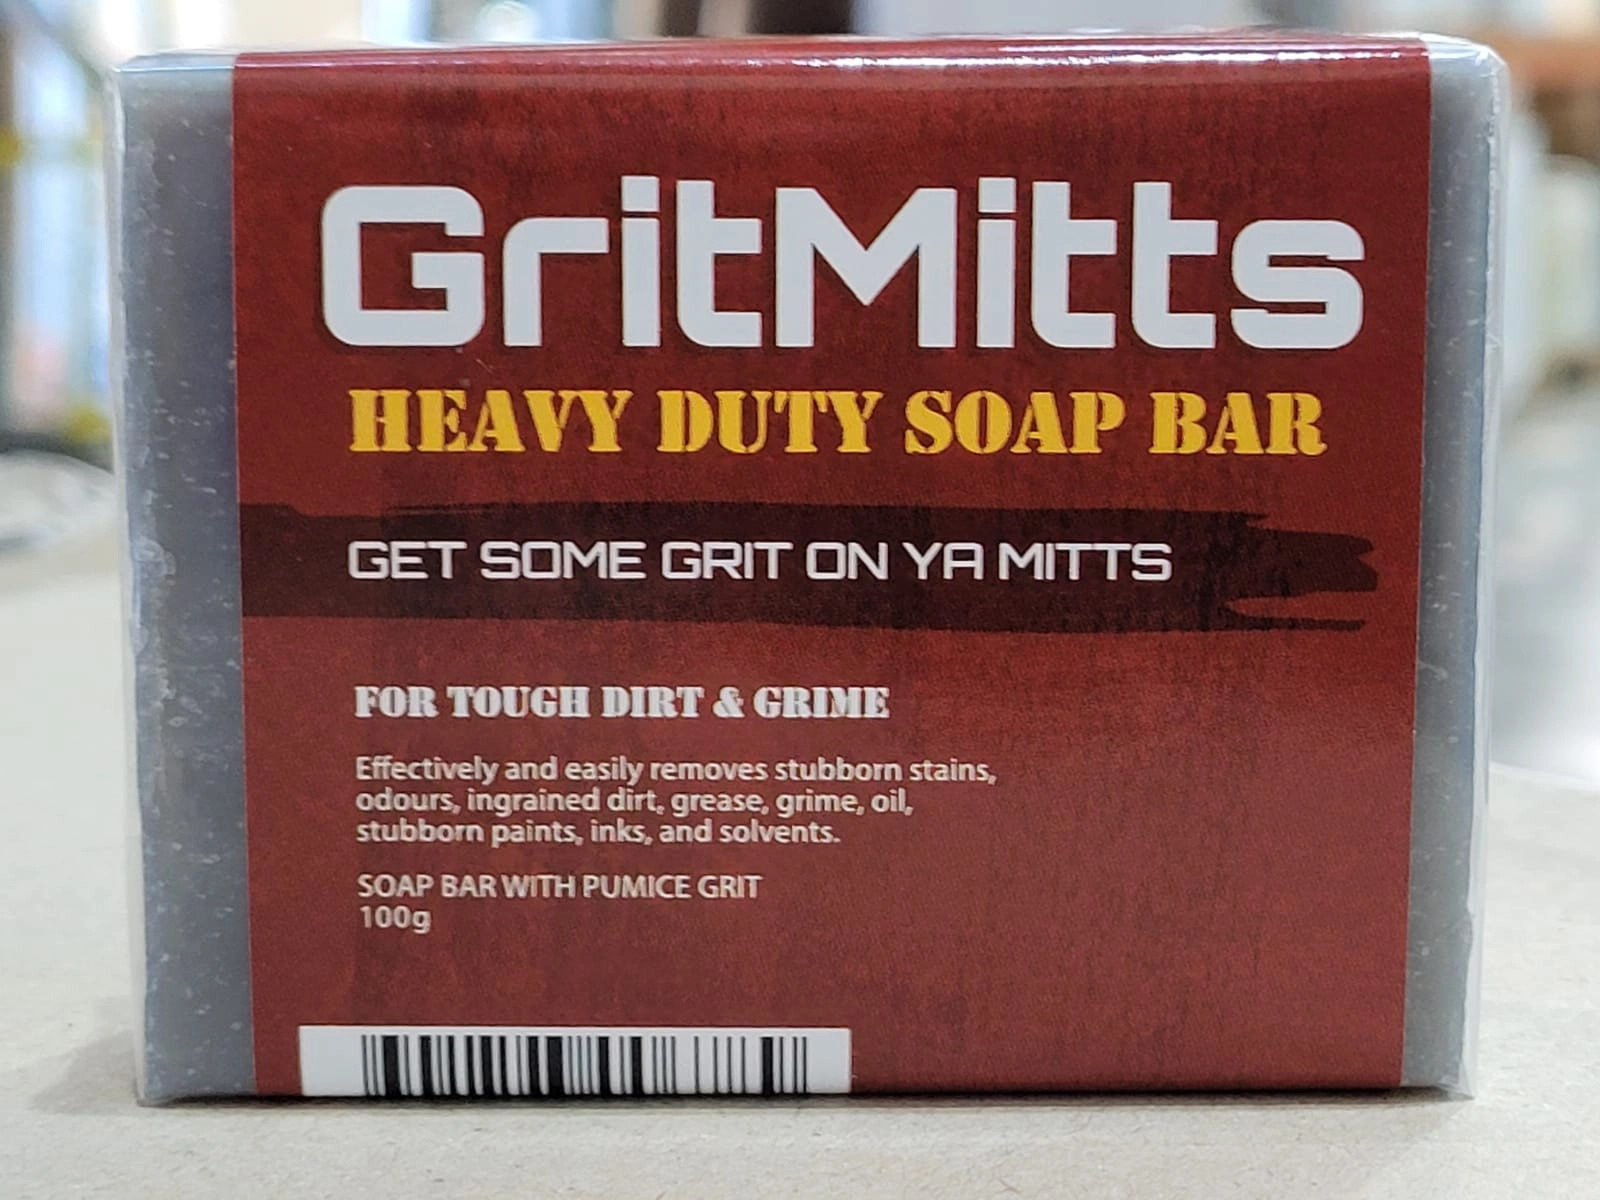 GritMitts
HEAVY DUTY SOAP BAR
GET SOME GRIT ON YA MITTS
FOR TOUGH DIRT & GRIME
Effectively and easily removes stubborn stains,
odours, ingrained dirt, grease, grime, oil,
stubborn paints, inks, and solvents.
SOAP BAR WITH PUMICE GRIT
100g